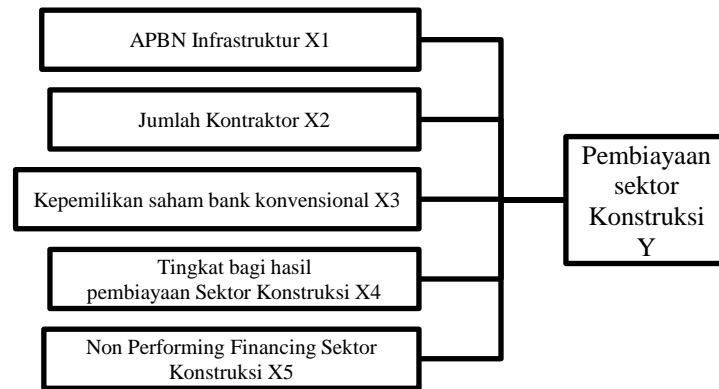 APBN Infrastruktur X1
Jumlah Kontraktor X2
Kepemilikan saham bank konvensional X3
Tingkat bagi hasil
pembiayaan Sektor Konstruksi X4
Non Performing Financing Sektor
Konstruksi X5
Pembiayaan
sektor
Konstruksi
Y